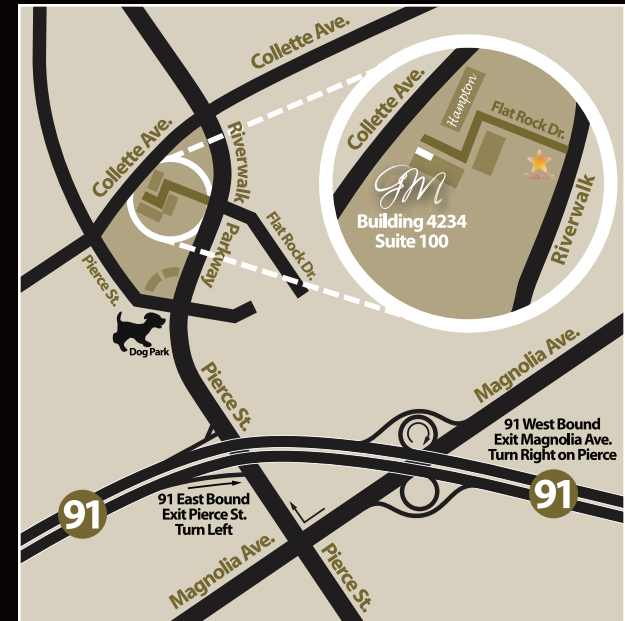 Collette Ave.
Collette Ave.
Riverwalk
Parkway
Flat Rock Dr.
Pierce St.
Dog Park
Collette Ave.
Hampton
Flat Rock Dr.
GM
Building 4234
Suite 100
Riverwalk
Magnolia Ave.
Pierce St.
91 West Bound
Exit Magnolia Ave.
Turn Right on Pierce
91
91
91 East Bound
Exit Pierce St.
Turn Left
Magnolia Ave.
Pierce St.